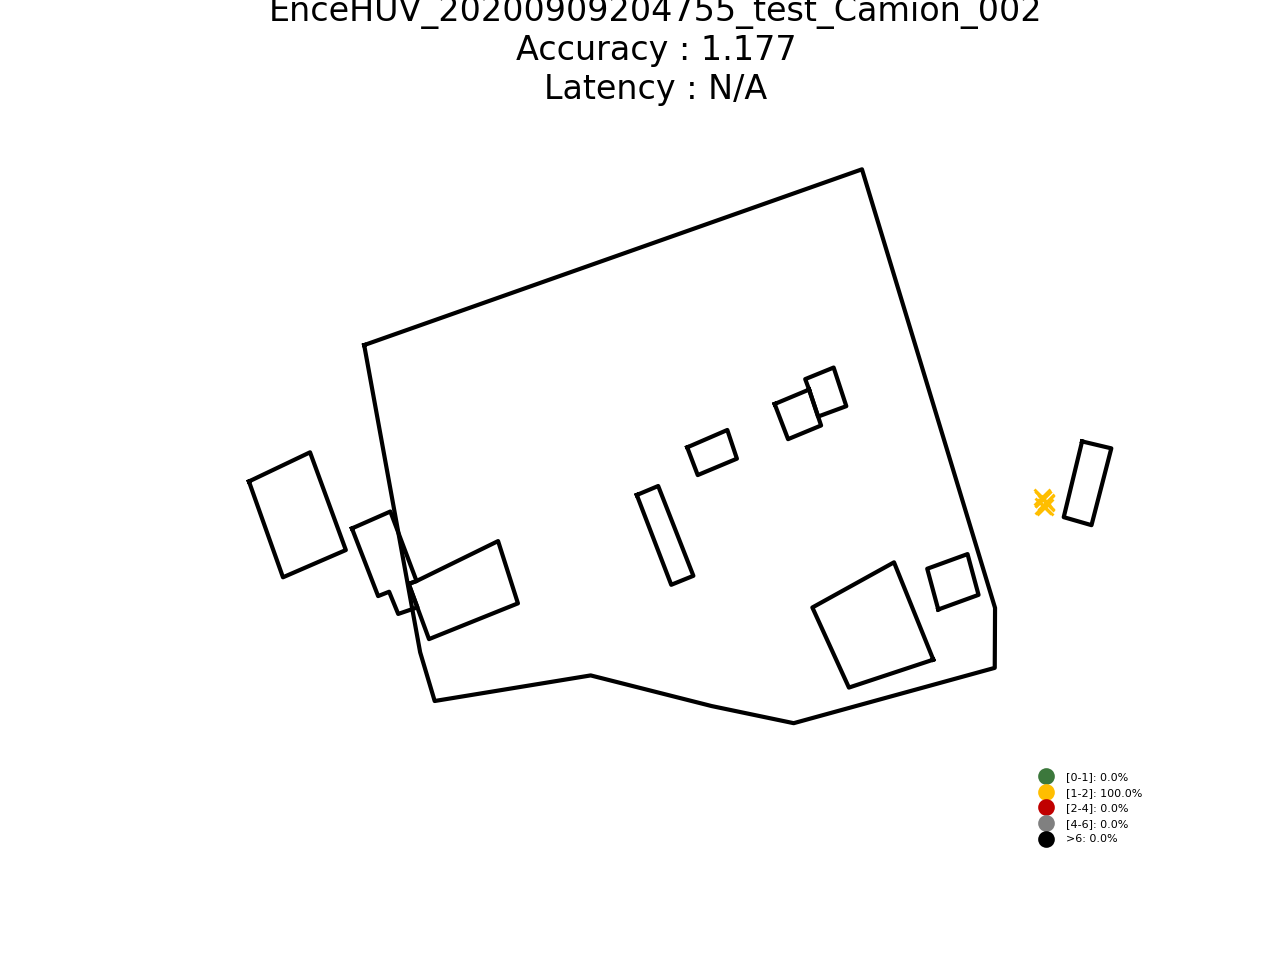 EnceHUV_20200909204755_test_Camion_002
Accuracy : 1.177
Latency : N/A
[0-1]: 0.0%
[1-2]: 100.0%
[2-4]: 0.0%
[4-6]: 0.0%
>6: 0.0%